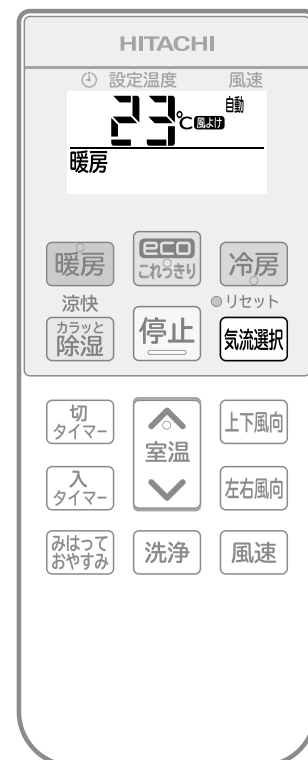 HITACHI
設定温度 風速
23℃ 風よけ 自動
暖房
暖房 eco これっきり 冷房
涼快 リセット
カラッと除湿 停止 気流選択
切タイマー 室温 上下風向
入タイマー 左右風向
みはっておやすみ 洗浄 風速